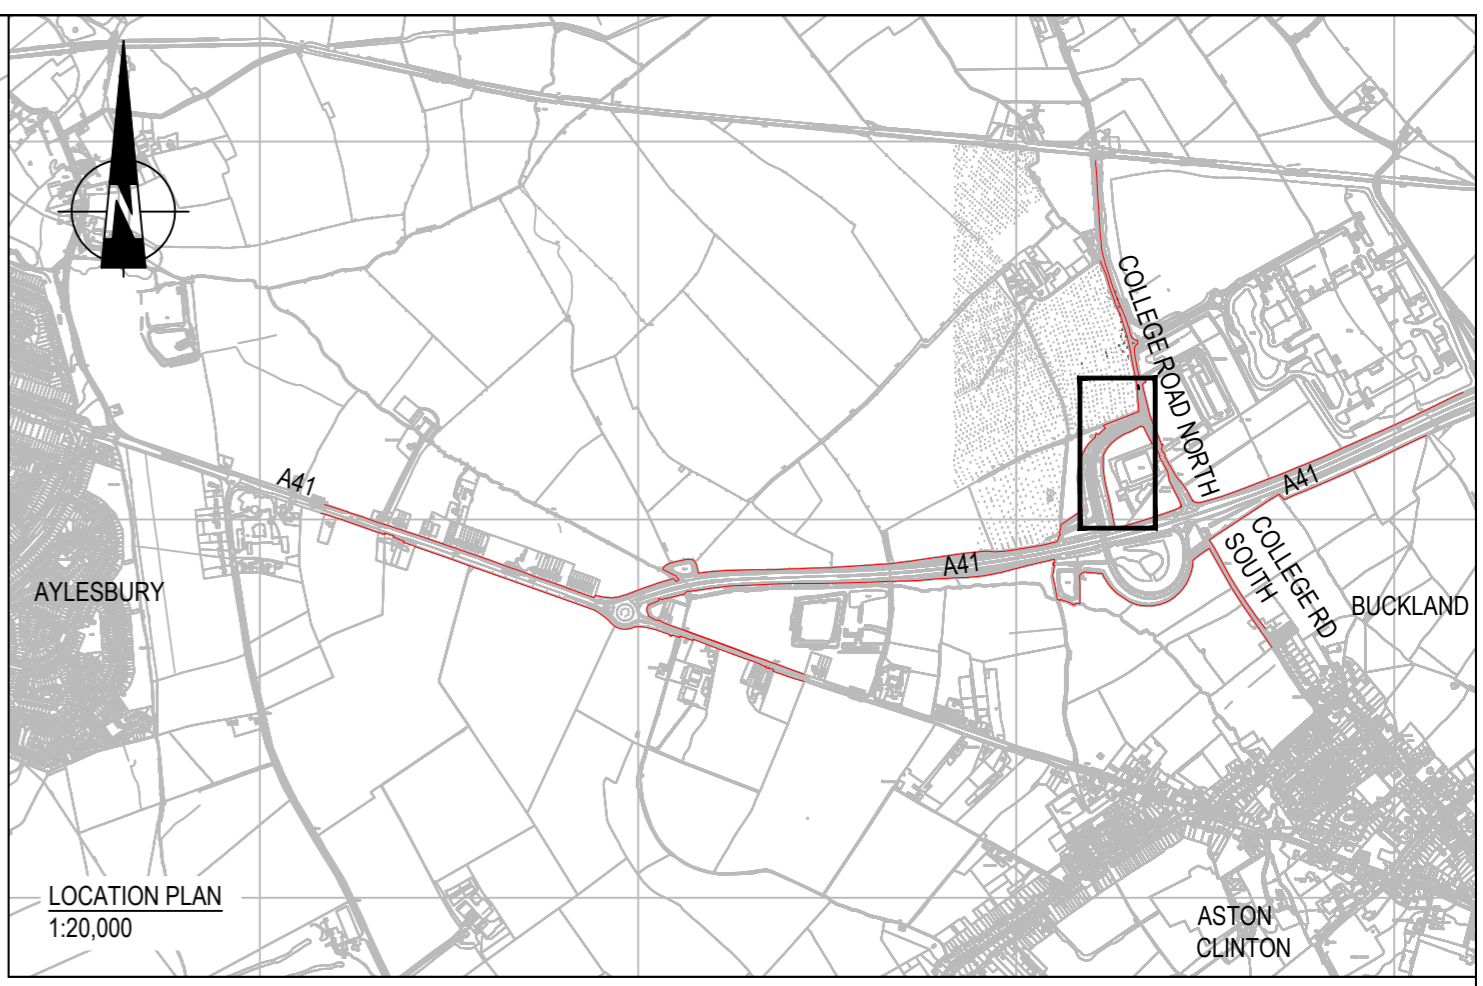 N
COLLEGE ROAD NORTH
A41
A41
A41
COLLEGE RD
SOUTH
AYLESBURY
BUCKLAND
LOCATION PLAN
1:20,000
ASTON
CLINTON